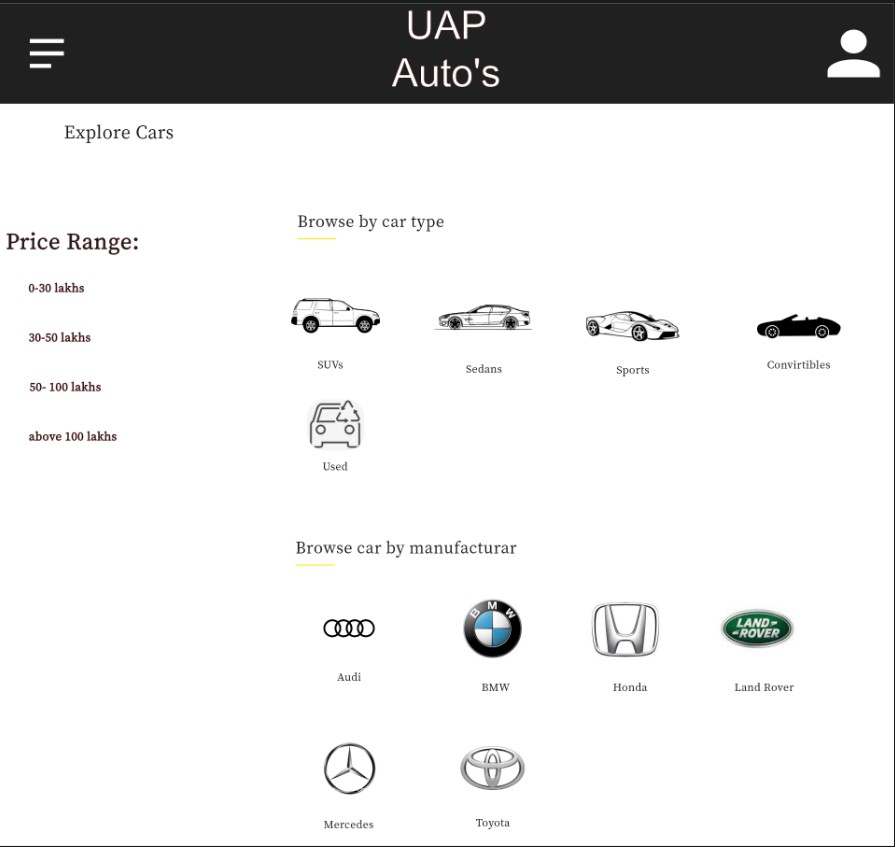 UAP
Auto's
Explore Cars
Price Range:
0-30 lakhs
30-50 lakhs
50- 100 lakhs
above 100 lakhs
Browse by car type
SUVs
Sedans
Sports
Convirtibles
Used
Browse car by manufacturar
BMW
LAND-
-ROVER
Audi
BMW
Honda
Land Rover
Mercedes
Toyota